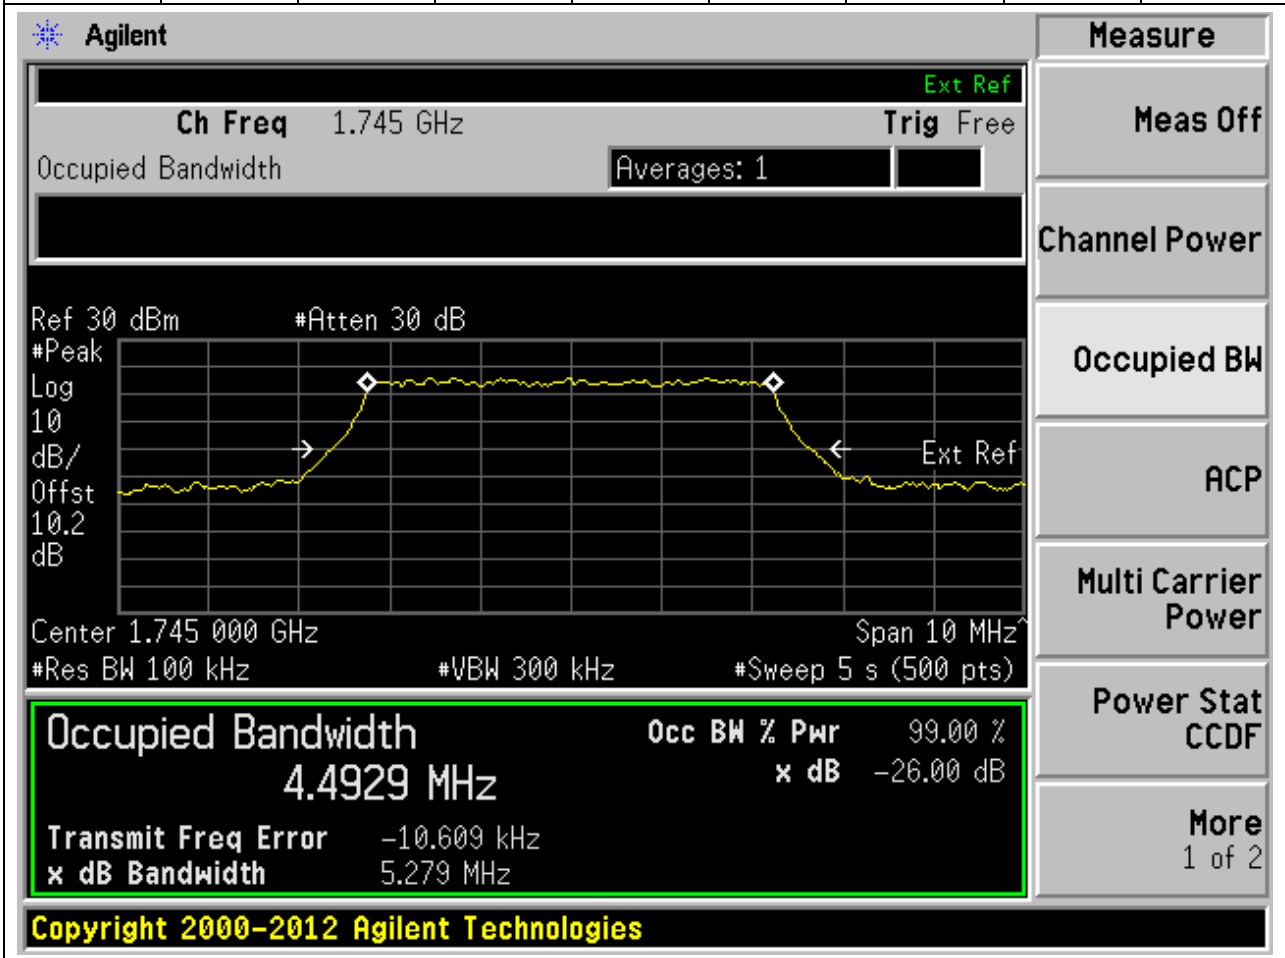 Agilent
Measure
Ext Ref
Ch Freq 1.745 GHz Trig Free
Meas Off
Occupied Bandwidth Averages: 1
Channel Power
Ref 30 dBm #Atten 30 dB
#Peak
Log
10
dB/
Offst
10.2
dB
Ext Ref
Occupied BW
ACP
Center 1.745 000 GHz Span 10 MHz^
#Res BW 100 kHz #VBW 300 kHz #Sweep 5 s (500 pts)
Multi Carrier
Power
Occupied Bandwidth Occ BW % Pwr 99.00 %
4.4929 MHz x dB -26.00 dB
Transmit Freq Error -10.609 kHz
x dB Bandwidth 5.279 MHz
Power Stat
CCDF
More
1 of 2
Copyright 2000-2012 Agilent Technologies